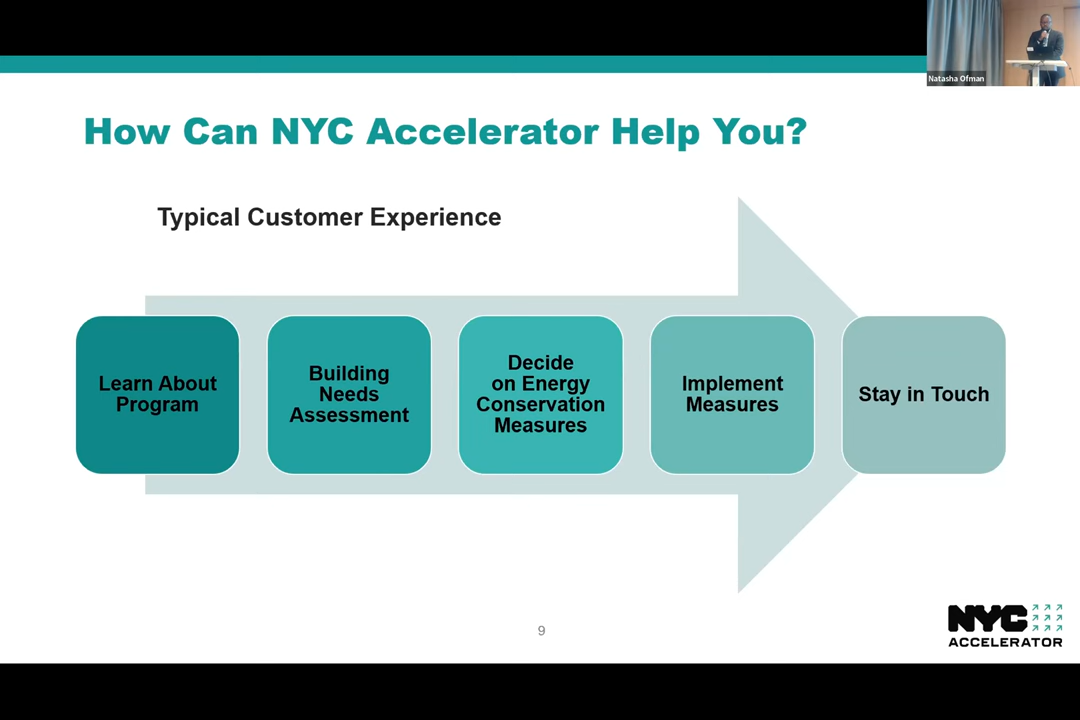 Natasha Ofman
How Can NYC Accelerator Help You?
Typical Customer Experience
Learn About
Program
Building
Needs
Assessment
Decide
on Energy
Conservation
Measures
Implement
Measures
Stay in Touch
9
NYC
ACCELERATOR